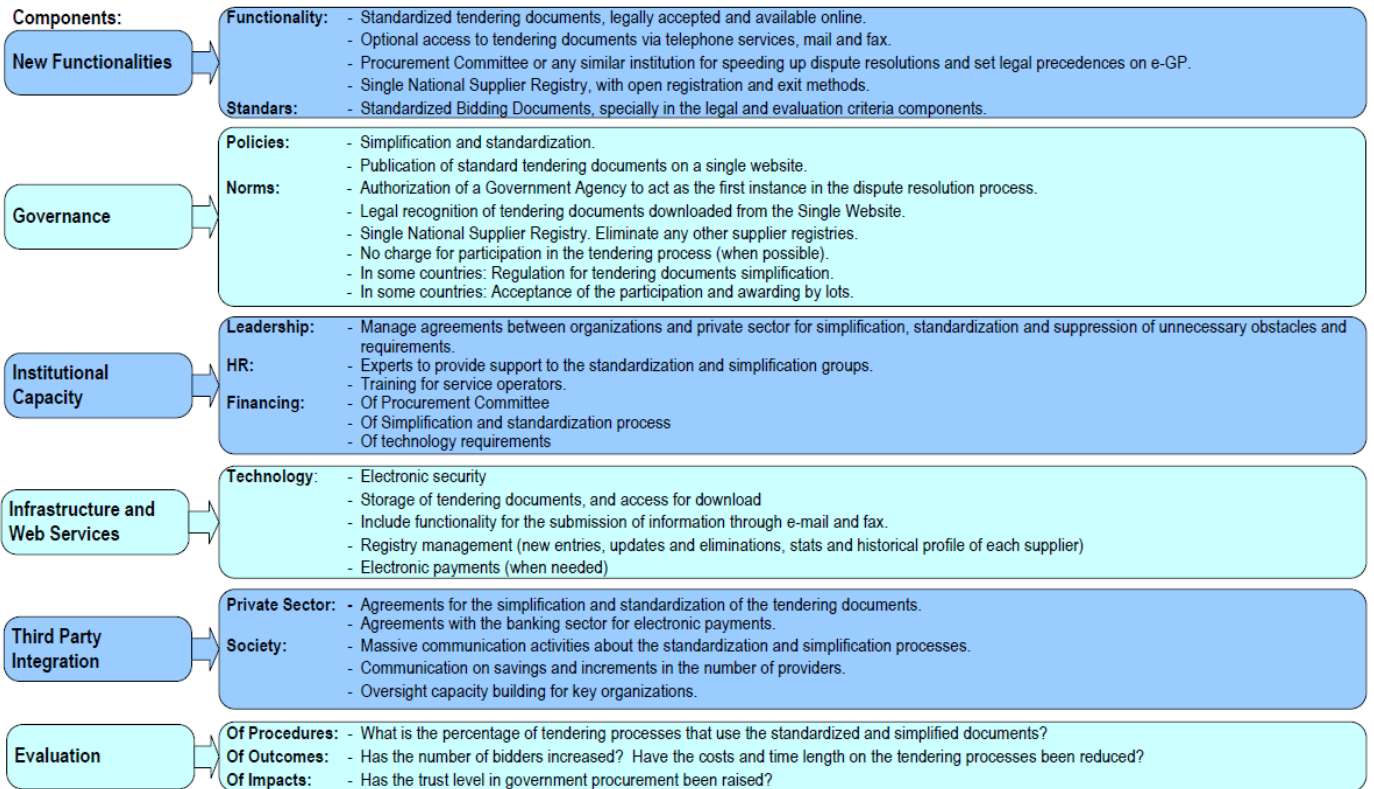 Components:
New Functionalities
Functionality: - Standardized tendering documents, legally accepted and available online.
- Optional access to tendering documents via telephone services, mail and fax.
- Procurement Committee or any similar institution for speeding up dispute resolutions and set legal precedences on e-GP.
- Single National Supplier Registry, with open registration and exit methods.
Standars: - Standardized Bidding Documents, specially in the legal and evaluation criteria components.
Governance
Policies: - Simplification and standardization.
- Publication of standard tendering documents on a single website.
Norms: - Authorization of a Government Agency to act as the first instance in the dispute resolution process.
- Legal recognition of tendering documents downloaded from the Single Website.
- Single National Supplier Registry. Eliminate any other supplier registries.
- No charge for participation in the tendering process (when possible).
- In some countries: Regulation for tendering documents simplification.
- In some countries: Acceptance of the participation and awarding by lots.
Institutional
Capacity
Leadership: - Manage agreements between organizations and private sector for simplification, standardization and suppression of unnecessary obstacles and
requirements.
HR: - Experts to provide support to the standardization and simplification groups.
- Training for service operators.
Financing: - Of Procurement Committee
- Of Simplification and standardization process
- Of technology requirements
Infrastructure and
Web Services
Technology: - Electronic security
- Storage of tendering documents, and access for download
- Include functionality for the submission of information through e-mail and fax.
- Registry management (new entries, updates and eliminations, stats and historical profile of each supplier)
- Electronic payments (when needed)
Third Party
Integration
Private Sector: - Agreements for the simplification and standardization of the tendering documents.
- Agreements with the banking sector for electronic payments.
Society: - Massive communication activities about the standardization and simplification processes.
- Communication on savings and increments in the number of providers.
- Oversight capacity building for key organizations.
Evaluation
Of Procedures: - What is the percentage of tendering processes that use the standardized and simplified documents?
Of Outcomes: - Has the number of bidders increased? Have the costs and time length on the tendering processes been reduced?
Of Impacts: - Has the trust level in government procurement been raised?